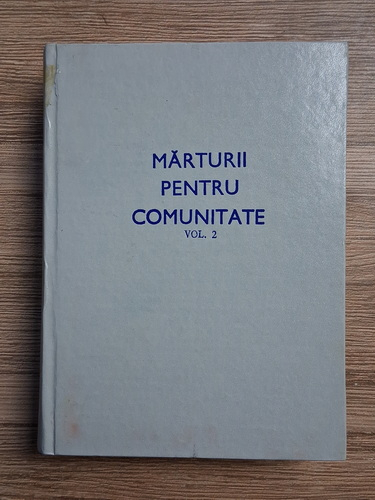 MĂRTURII
PENTRU
COMUNITATE
VOL. 2